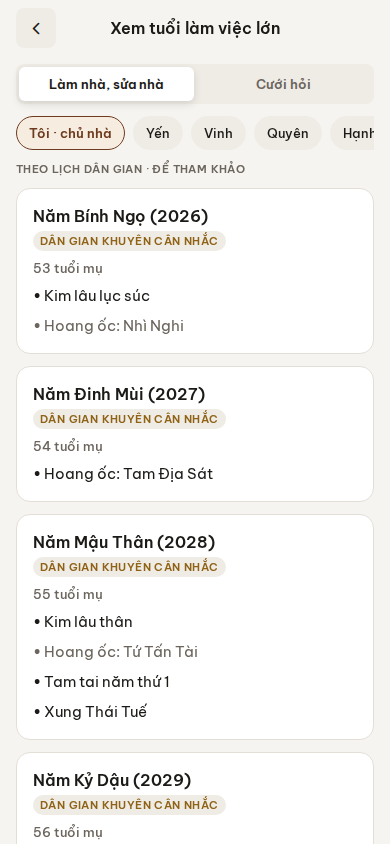 Xem tuổi làm việc lớn
Làm nhà, sửa nhà
Cưới hỏi
Tôi · chủ nhà
Yến
Vinh
Quyên
Hạnh
THEO LỊCH DÂN GIAN · ĐỂ THAM KHẢO
Năm Bính Ngọ (2026)
DÂN GIAN KHUYÊN CÂN NHẮC
53 tuổi mụ
• Kim lâu lục súc
• Hoang ốc: Nhì Nghi
Năm Đinh Mùi (2027)
DÂN GIAN KHUYÊN CÂN NHẮC
54 tuổi mụ
• Hoang ốc: Tam Địa Sát
Năm Mậu Thân (2028)
DÂN GIAN KHUYÊN CÂN NHẮC
55 tuổi mụ
• Kim lâu thân
• Hoang ốc: Tứ Tấn Tài
• Tam tai năm thứ 1
• Xung Thái Tuế
Năm Kỷ Dậu (2029)
DÂN GIAN KHUYÊN CÂN NHẮC
56 tuổi mụ